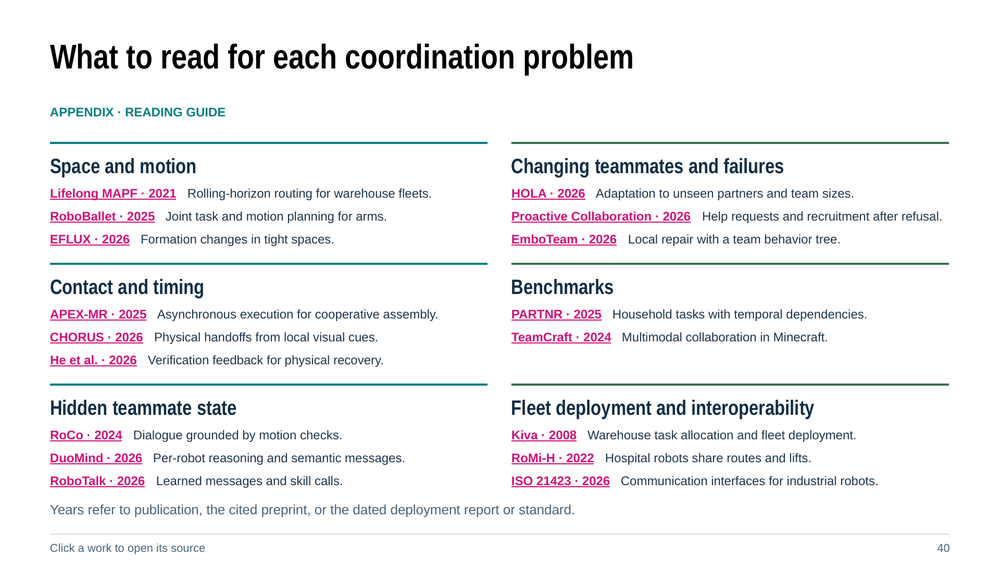 What to read for each coordination problem
APPENDIX · READING GUIDE
Space and motion
Lifelong MAPF · 2021 Rolling-horizon routing for warehouse fleets.
RoboBallet · 2025 Joint task and motion planning for arms.
EFLUX · 2026 Formation changes in tight spaces.
Contact and timing
APEX-MR · 2025 Asynchronous execution for cooperative assembly.
CHORUS · 2026 Physical handoffs from local visual cues.
He et al. · 2026 Verification feedback for physical recovery.
Hidden teammate state
RoCo · 2024 Dialogue grounded by motion checks.
DuoMind · 2026 Per-robot reasoning and semantic messages.
RoboTalk · 2026 Learned messages and skill calls.
Changing teammates and failures
HOLA · 2026 Adaptation to unseen partners and team sizes.
Proactive Collaboration · 2026 Help requests and recruitment after refusal.
EmboTeam · 2026 Local repair with a team behavior tree.
Benchmarks
PARTNR · 2025 Household tasks with temporal dependencies.
TeamCraft · 2024 Multimodal collaboration in Minecraft.
Fleet deployment and interoperability
Kiva · 2008 Warehouse task allocation and fleet deployment.
RoMi-H · 2022 Hospital robots share routes and lifts.
ISO 21423 · 2026 Communication interfaces for industrial robots.
Years refer to publication, the cited preprint, or the dated deployment report or standard.
Click a work to open its source
40